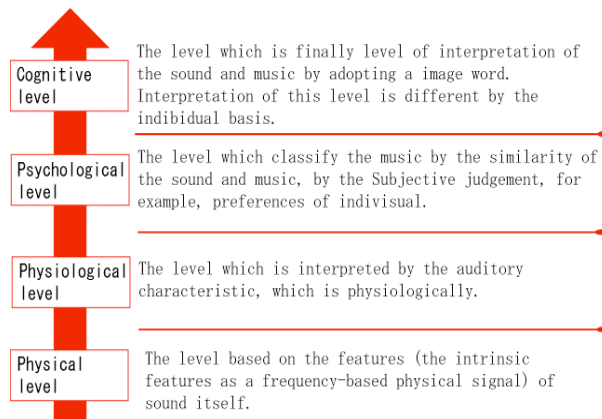 Cognitive
level
The level which is finally level of interpretation of
the sound and music by adopting a image word.
Interpretation of this level is different by the
indibidual basis.
Psychological
level
The level which classify the music by the similarity of
the sound and music, by the Subjective judgement, for
example, preferences of indivisual.
Physiological
level
The level which is interpreted by the auditory
characteristic, which is physiologically.
Physical
level
The level based on the features (the intrinsic
features as a frequency-based physical signal) of
sound itself.